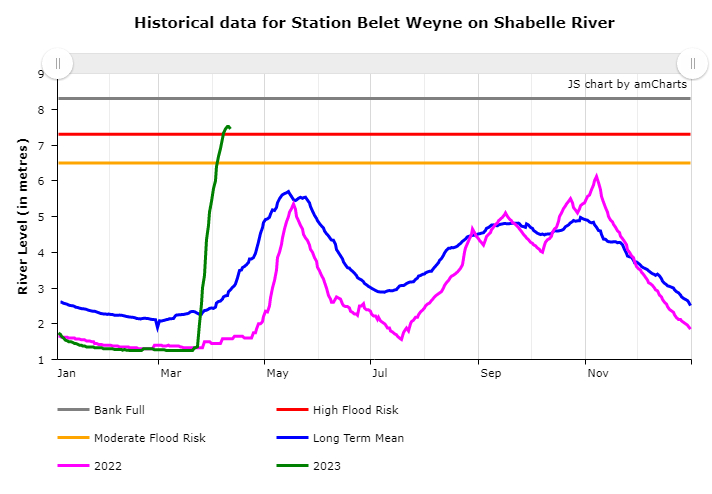 Historical data for Station Belet Weyne on Shabelle River
JS chart by amCharts
River Level (in metres)
9
8
7
6
5
4
3
2
1
Jan Mar May Jul Sep Nov
Bank Full High Flood Risk
Moderate Flood Risk Long Term Mean
2022 2023